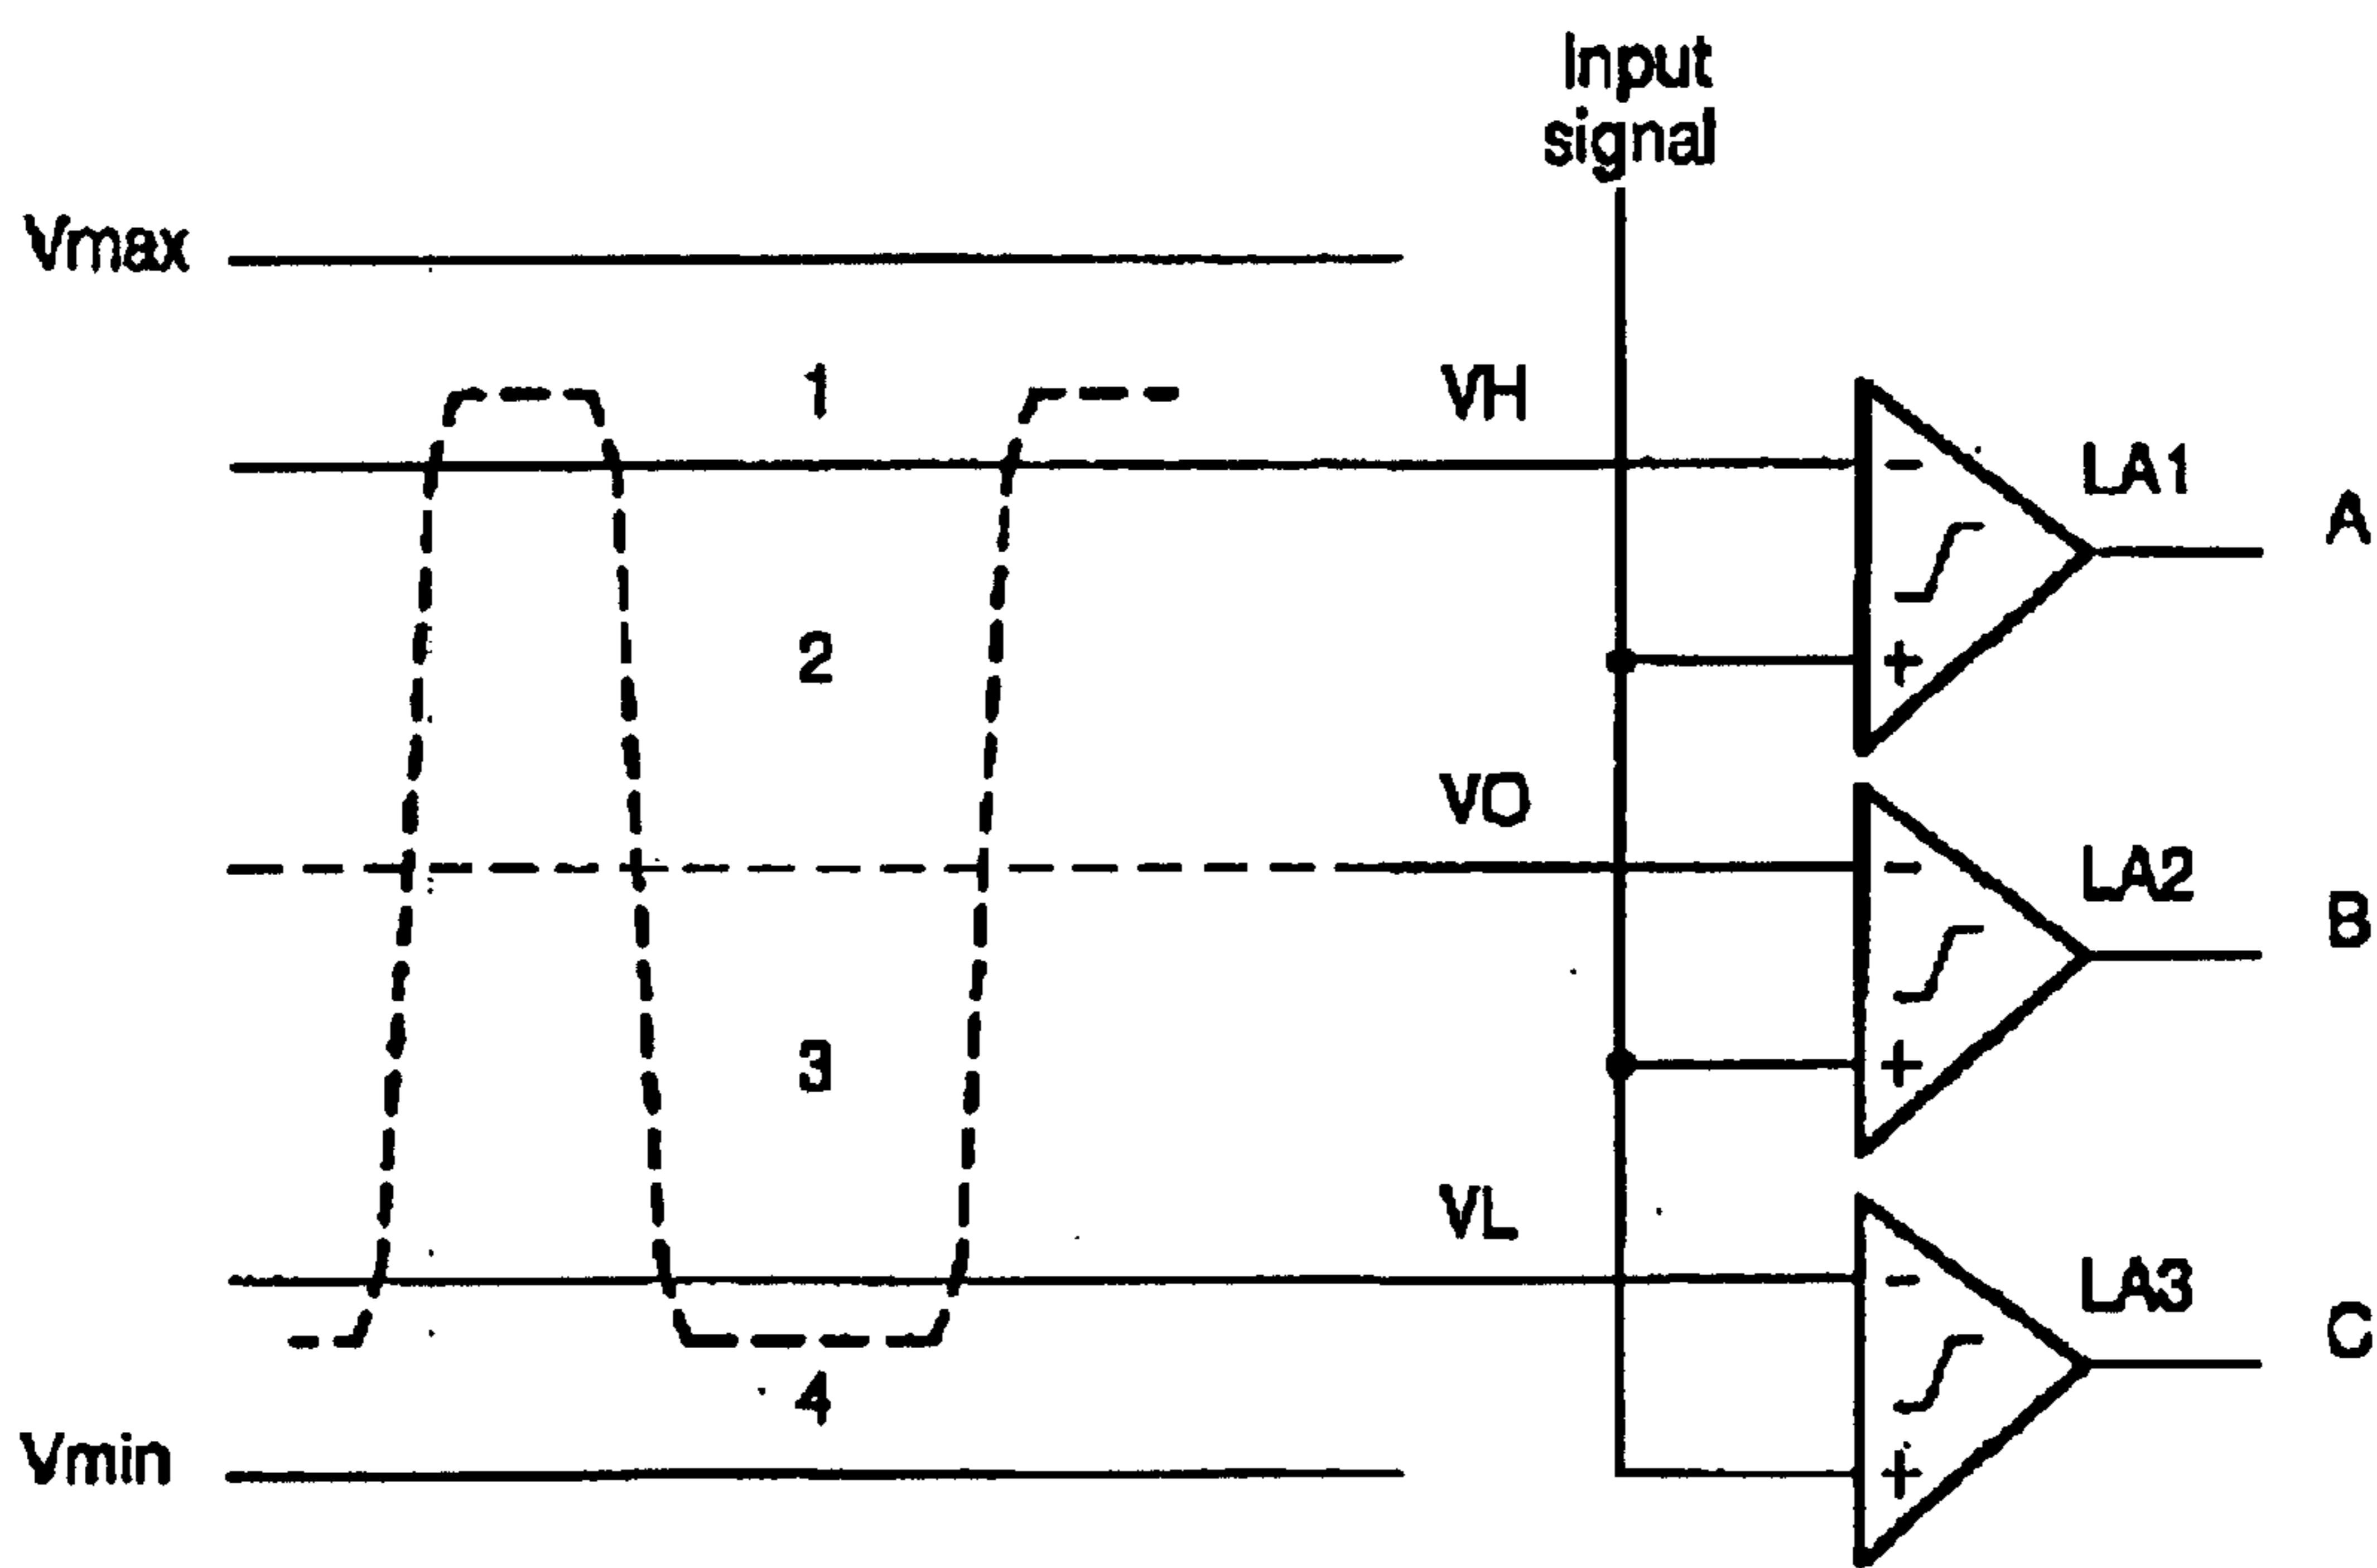 Input
signal
Vmax
1
VH
-
LA1
A
2
+
VO
-
LA2
B
3
+
VL
-
LA3
C
4
Vmin
+